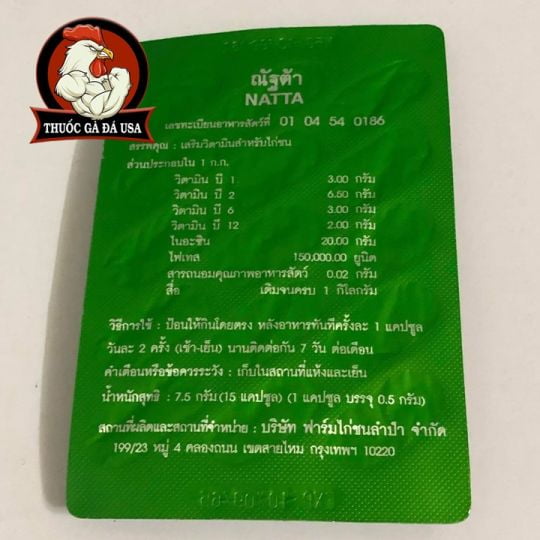 THUỐC GÀ ĐÁ USA
ณัฐต้า
NATTA
เลขทะเบียนอาหารสัตว์ที่ 01 04 54 0186
สรรพคุณ : เสริมวิตามินสำหรับไก่ชน
ส่วนประกอบใน 1 ก.ก.
วิตามิน บี 1 3.00 กรัม
วิตามิน บี 2 6.50 กรัม
วิตามิน บี 6 3.00 กรัม
วิตามิน บี 12 2.00 กรัม
ไนอะซิน 20.00 กรัม
ไฟเตส 150,000.00 ยูนิต
สารถนอมคุณภาพอาหารสัตว์ 0.02 กรัม
สื่อ เติมจนครบ 1 กิโลกรัม
วิธีการใช้ : ป้อนให้กินโดยตรง หลังอาหารทันทีครั้งละ 1 แคปซูล
วันละ 2 ครั้ง (เช้า-เย็น) นานติดต่อกัน 7 วัน ต่อเดือน
คำเตือนหรือข้อควรระวัง : เก็บในสถานที่แห้งและเย็น
น้ำหนักสุทธิ : 7.5 กรัม(15 แคปซูล) (1 แคปซูล บรรจุ 0.5 กรัม)
สถานที่ผลิตและสถานที่จำหน่าย : บริษัท ฟาร์มไก่ชนลำป่า จำกัด
199/23 หมู่ 4 คลองถนน เขตสายไหม กรุงเทพฯ 10220